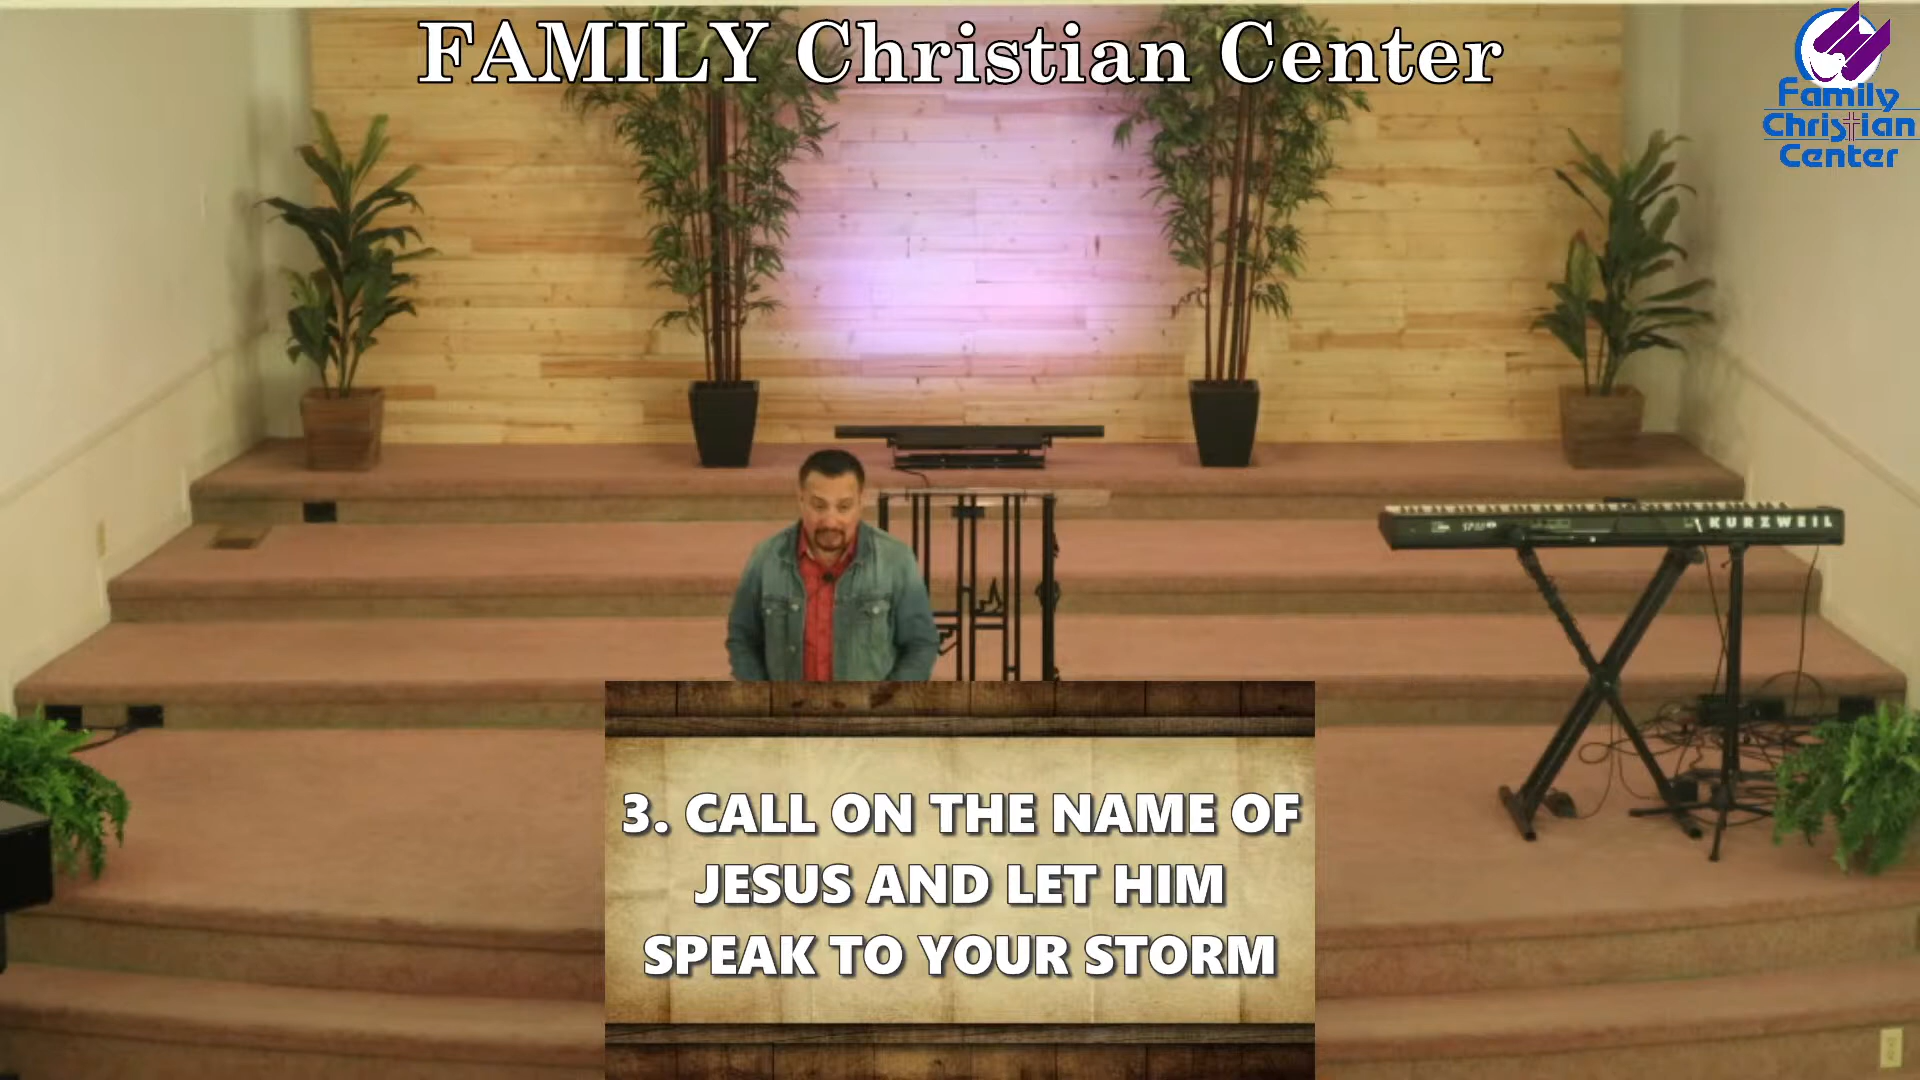 FAMILY Christian Center
Family
Christian
Center
KURZWEIL
3. CALL ON THE NAME OF
JESUS AND LET HIM
SPEAK TO YOUR STORM